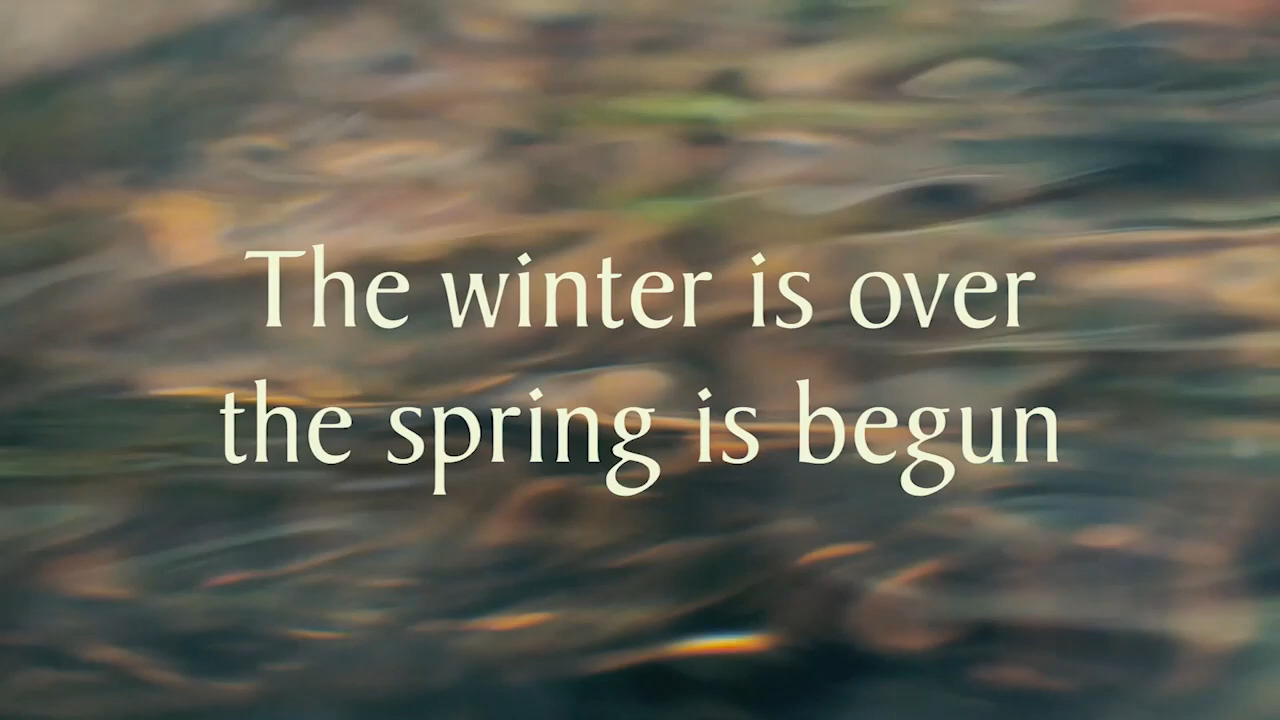 The winter is over
the spring is begun